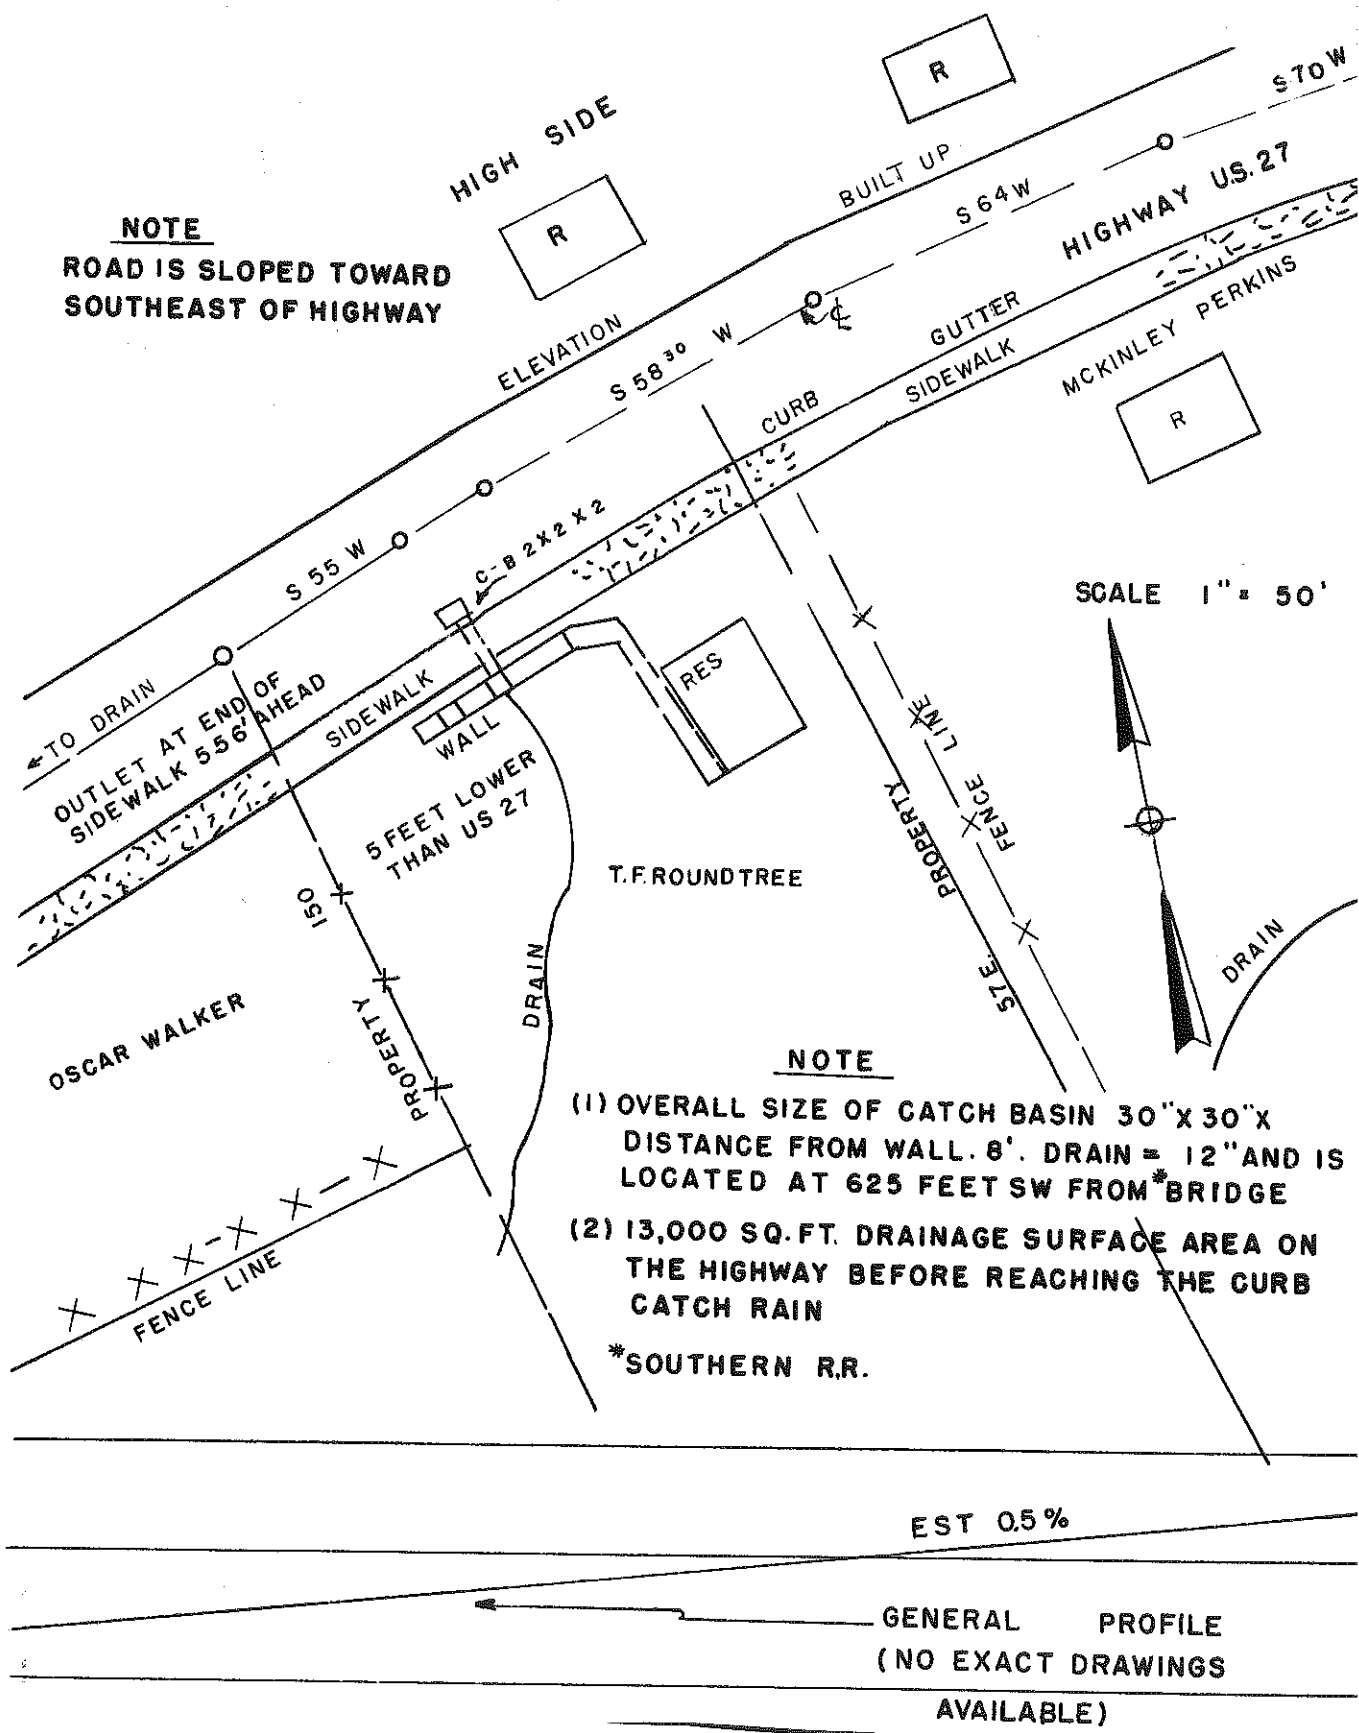 R
S 70 W
HIGH SIDE
BUILT UP
S 64 W
HIGHWAY U.S. 27
NOTE
ROAD IS SLOPED TOWARD
SOUTHEAST OF HIGHWAY
R
ELEVATION
S 58³⁰ W
℄
GUTTER
SIDEWALK
MCKINLEY PERKINS
CURB
R
C-B 2 X 2 X 2
S 55 W
SCALE 1" = 50'
←TO DRAIN
OUTLET AT END OF
SIDEWALK 556' AHEAD
SIDEWALK
WALL
RES
5 FEET LOWER
THAN US 27
T.F. ROUNDTREE
PROPERTY
57 E.
FENCE LINE
150
PROPERTY
DRAIN
DRAIN
OSCAR WALKER
FENCE LINE
NOTE
(1) OVERALL SIZE OF CATCH BASIN 30" X 30" X
DISTANCE FROM WALL. 8'. DRAIN = 12" AND IS
LOCATED AT 625 FEET SW FROM *BRIDGE
(2) 13,000 SQ. FT. DRAINAGE SURFACE AREA ON
THE HIGHWAY BEFORE REACHING THE CURB
CATCH RAIN
*SOUTHERN R.R.
EST 0.5 %
GENERAL PROFILE
(NO EXACT DRAWINGS
AVAILABLE)